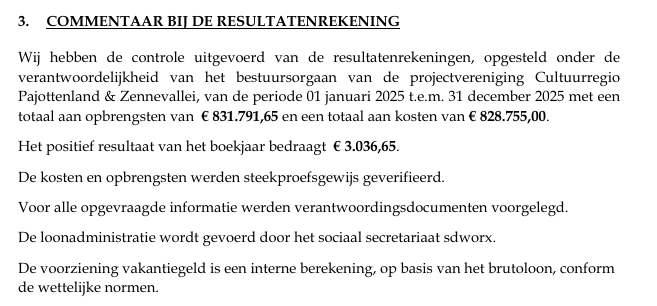 3. COMMENTAAR BIJ DE RESULTATENREKENING
Wij hebben de controle uitgevoerd van de resultatenrekeningen, opgesteld onder de
verantwoordelijkheid van het bestuursorgaan van de projectvereniging Cultuurregio
Pajottenland & Zennevallei, van de periode 01 januari 2025 t.e.m. 31 december 2025 met een
totaal aan opbrengsten van € 831.791,65 en een totaal aan kosten van € 828.755,00.
Het positief resultaat van het boekjaar bedraagt € 3.036,65.
De kosten en opbrengsten werden steekproefsgewijs geverifieerd.
Voor alle opgevraagde informatie werden verantwoordingsdocumenten voorgelegd.
De loonadministratie wordt gevoerd door het sociaal secretariaat sdworx.
De voorziening vakantiegeld is een interne berekening, op basis van het brutoloon, conform
de wettelijke normen.